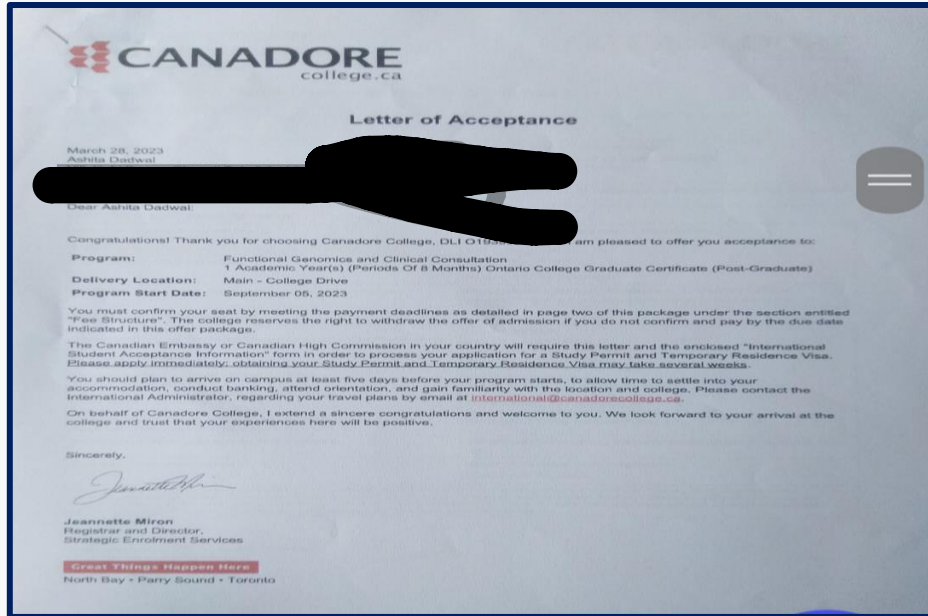 CANADORE
college.ca
Letter of Acceptance
March 28, 2023
Ashita Dadwal
Dear Ashita Dadwal:
Congratulations! Thank you for choosing Canadore College, DLI am pleased to offer you acceptance to:
Program: Functional Genomics and Clinical Consultation
1 Academic Year(s) (Periods Of 8 Months) Ontario College Graduate Certificate (Post-Graduate)
Delivery Location: Main - College Drive
Program Start Date: September 05, 2023
You must confirm your seat by meeting the payment deadlines as detailed in page two of this package under the section entitled
"Fee Structure". The college reserves the right to withdraw the offer of admission if you do not confirm and pay by the due date
indicated in this offer package.
The Canadian Embassy or Canadian High Commission in your country will require this letter and the enclosed "International
Student Acceptance Information" form in order to process your application for a Study Permit and Temporary Residence Visa.
Please apply immediately; obtaining your Study Permit and Temporary Residence Visa may take several weeks.
You should plan to arrive on campus at least five days before your program starts, to allow time to settle into your
accommodation, conduct banking, attend orientation, and gain familiarity with the location and college. Please contact the
International Administrator, regarding your travel plans by email at international@canadorecollege.ca.
On behalf of Canadore College, I extend a sincere congratulations and welcome to you. We look forward to your arrival at the
college and trust that your experiences here will be positive.
Sincerely,
Jeannette Miron
Registrar and Director,
Strategic Enrolment Services
Great Things Happen Here
North Bay • Parry Sound • Toronto